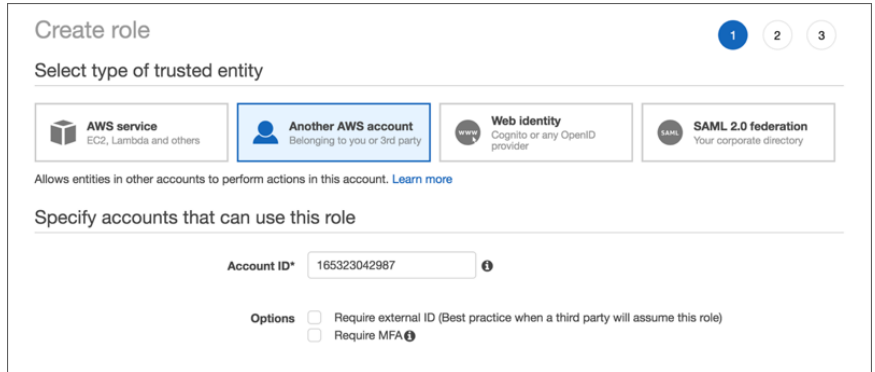 Create role
1 2 3
Select type of trusted entity
AWS service
EC2, Lambda and others
Another AWS account
Belonging to you or 3rd party
www
Web identity
Cognito or any OpenID
provider
SAML
SAML 2.0 federation
Your corporate directory
Allows entities in other accounts to perform actions in this account. Learn more
Specify accounts that can use this role
Account ID* 165323042987 i
Options Require external ID (Best practice when a third party will assume this role)
Require MFA i